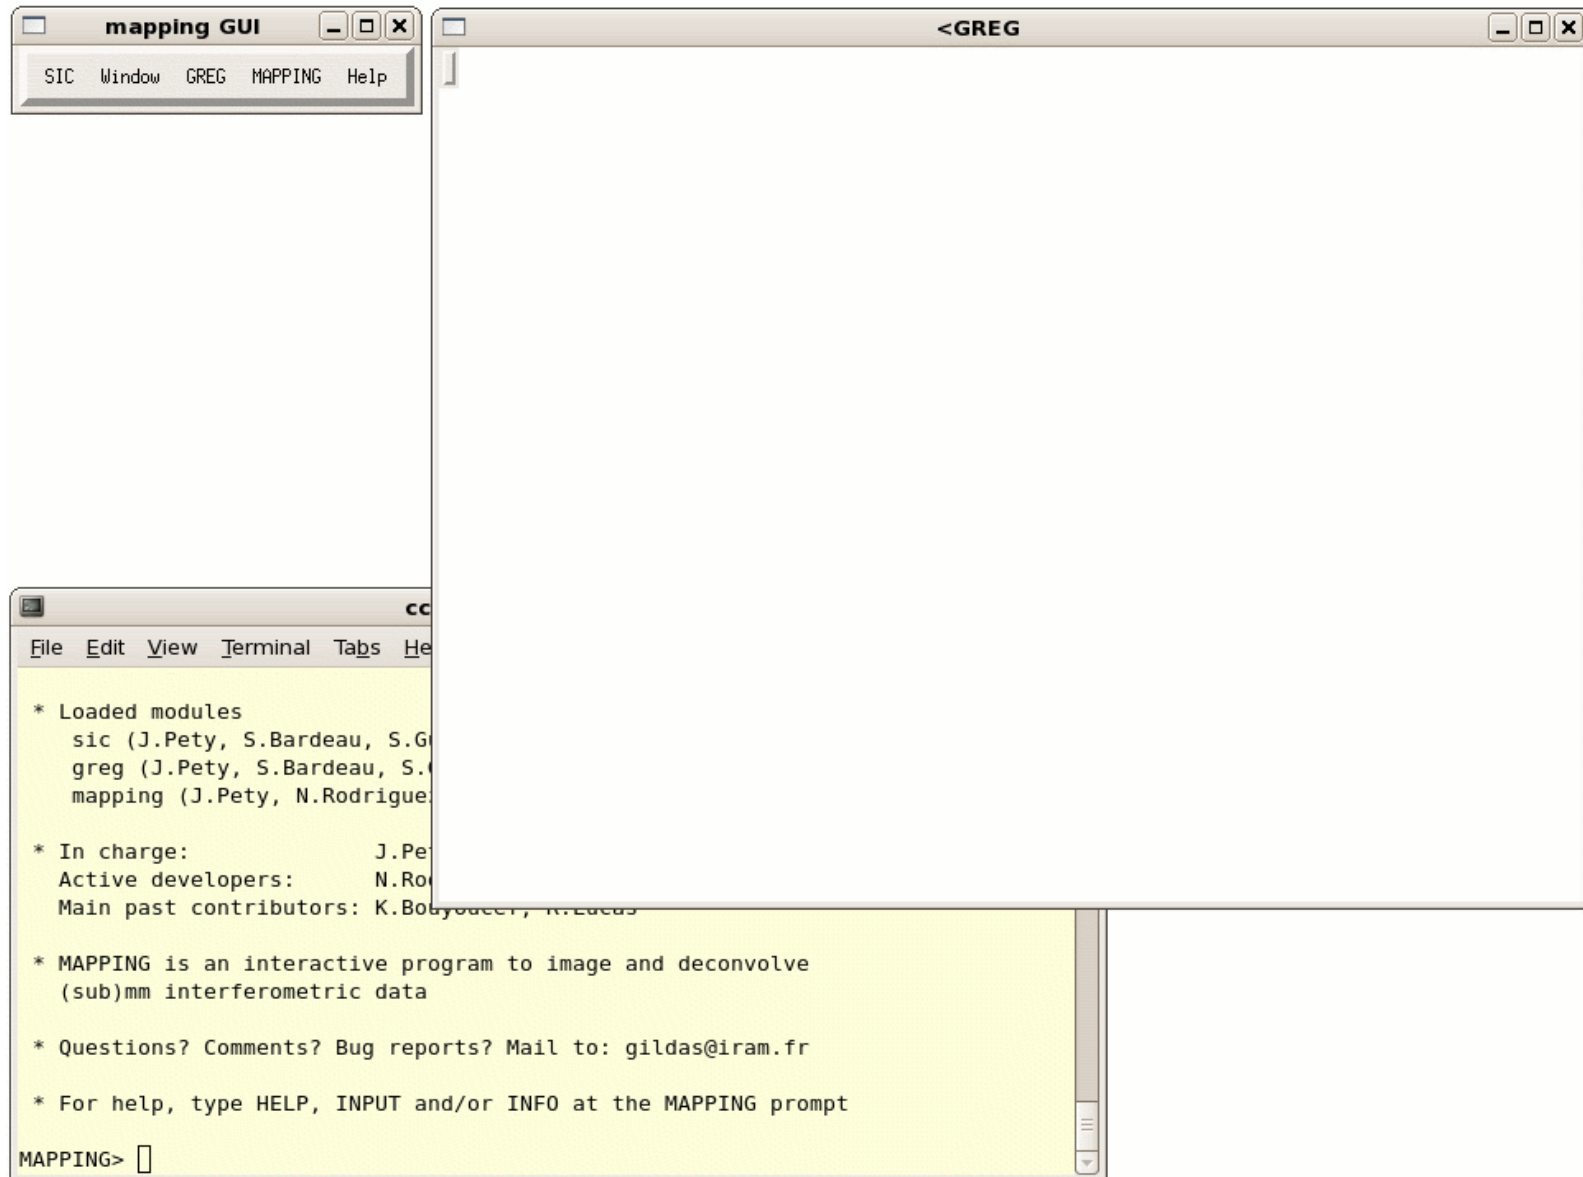 mapping GUI
SIC Window GREG MAPPING Help
<GREG
File Edit View Terminal Tabs
* Loaded modules
sic (J.Pety, S.Bardeau,
greg (J.Pety, S.Bardeau,
mapping (J.Pety,
* In charge:
Active developers:
Main past contributors: K.Bouyoucef, R.Lucas
* MAPPING is an interactive program to image and deconvolve
(sub)mm interferometric data
* Questions? Comments? Bug reports? Mail to: gildas@iram.fr
* For help, type HELP, INPUT and/or INFO at the MAPPING prompt
MAPPING>